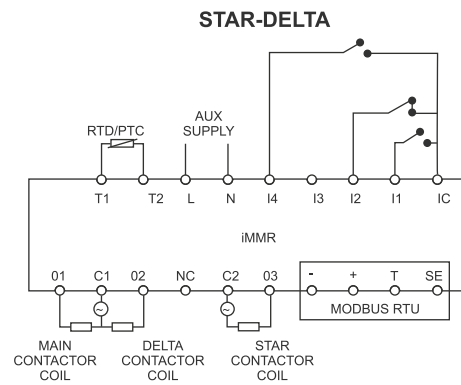 STAR-DELTA
RTD/PTC
AUX
SUPPLY
T1 T2 L N I4 I3 I2 I1 IC
iMMR
01 C1 02 NC C2 03 - + T SE
~ ~
MODBUS RTU
MAIN
CONTACTOR
COIL
DELTA
CONTACTOR
COIL
STAR
CONTACTOR
COIL